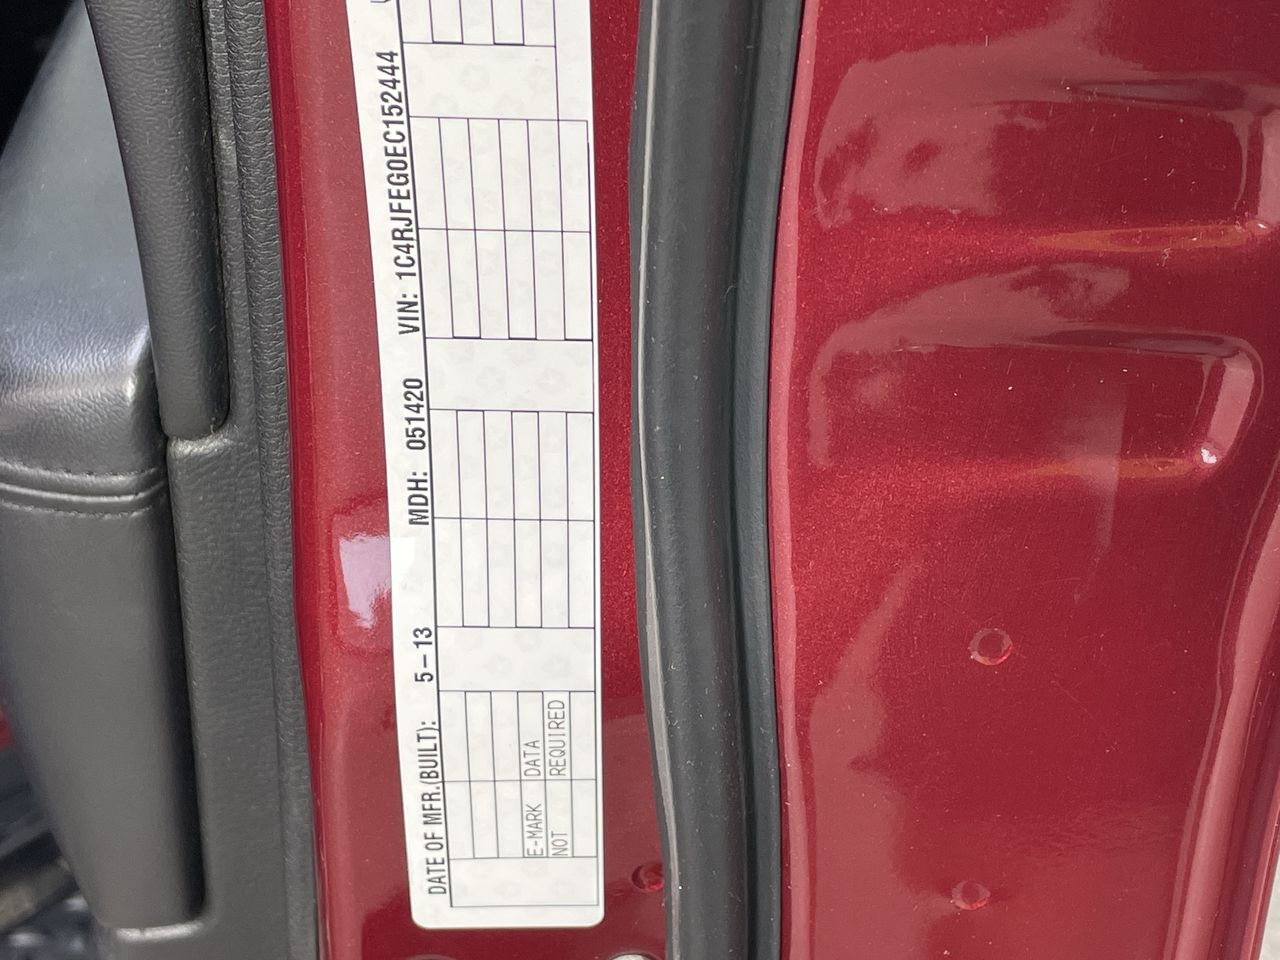 DATE OF MFR.(BUILT): 5-13 MDH: 051420 VIN: 1C4RJFEG0EC152444
E-MARK DATA
NOT REQUIRED